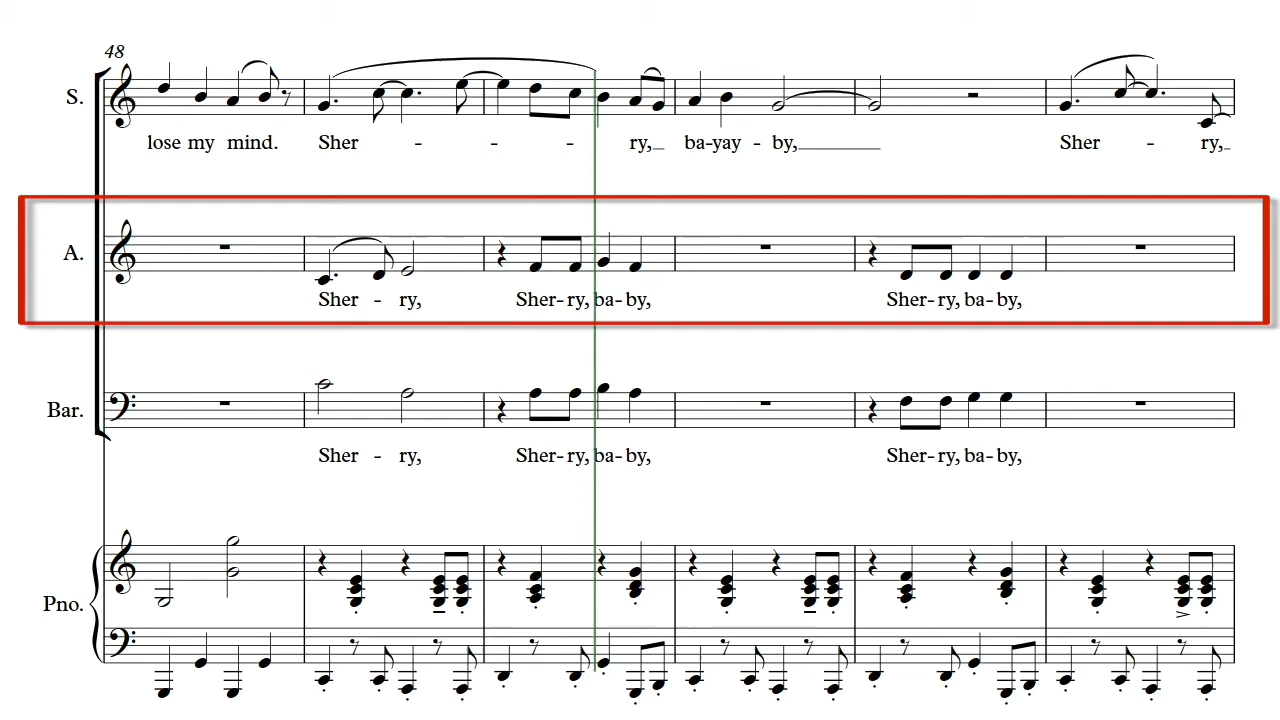 48
S.
lose my mind. Sher - - - ry,_ ba-yay - by,____ Sher - ry,_
A.
Sher - ry, Sher-ry, ba-by, Sher-ry, ba-by,
Bar.
Sher - ry, Sher-ry, ba-by, Sher-ry, ba-by,
Pno.